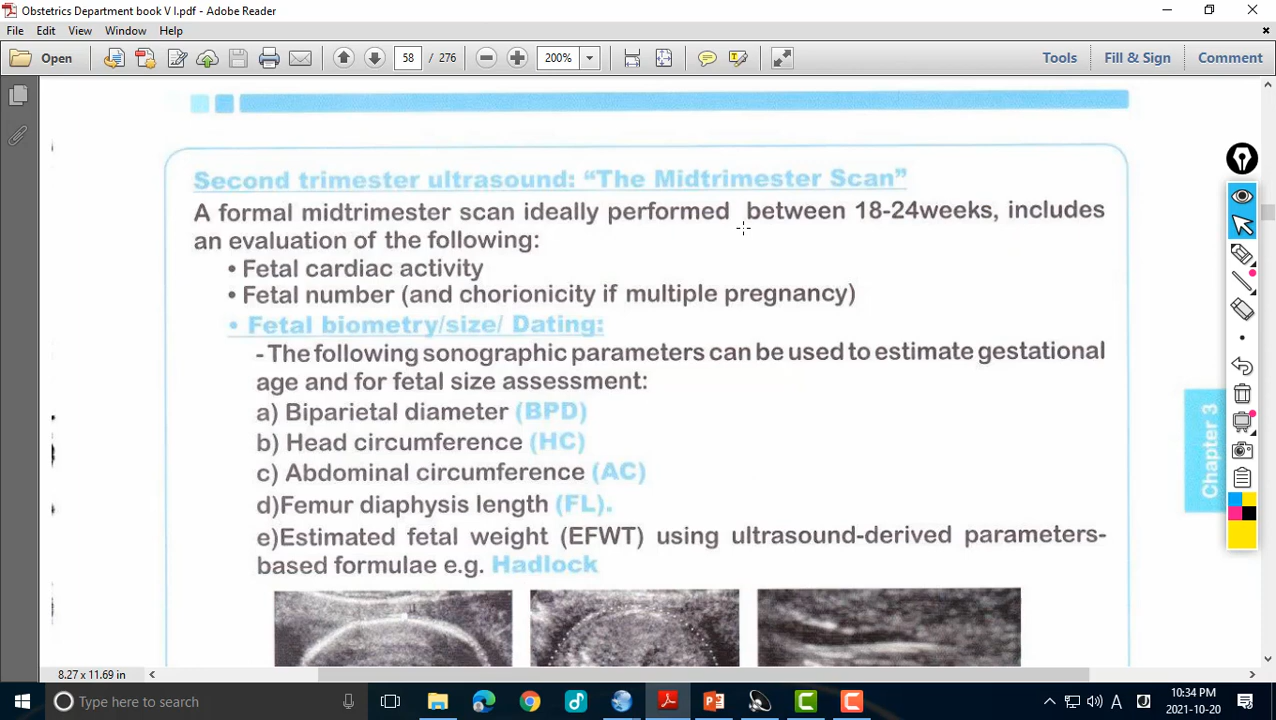 Obstetrics Department book V I.pdf - Adobe Reader
File Edit View Window Help
Open 58 / 276 200% Tools Fill & Sign Comment
Second trimester ultrasound: “The Midtrimester Scan”
A formal midtrimester scan ideally performed between 18-24weeks, includes
an evaluation of the following:
• Fetal cardiac activity
• Fetal number (and chorionicity if multiple pregnancy)
• Fetal biometry/size/ Dating:
- The following sonographic parameters can be used to estimate gestational
age and for fetal size assessment:
a) Biparietal diameter (BPD)
b) Head circumference (HC)
c) Abdominal circumference (AC)
d)Femur diaphysis length (FL).
e)Estimated fetal weight (EFWT) using ultrasound-derived parameters-
based formulae e.g. Hadlock
Chapter 3
8.27 x 11.69 in
Type here to search
A
10:34 PM
2021-10-20